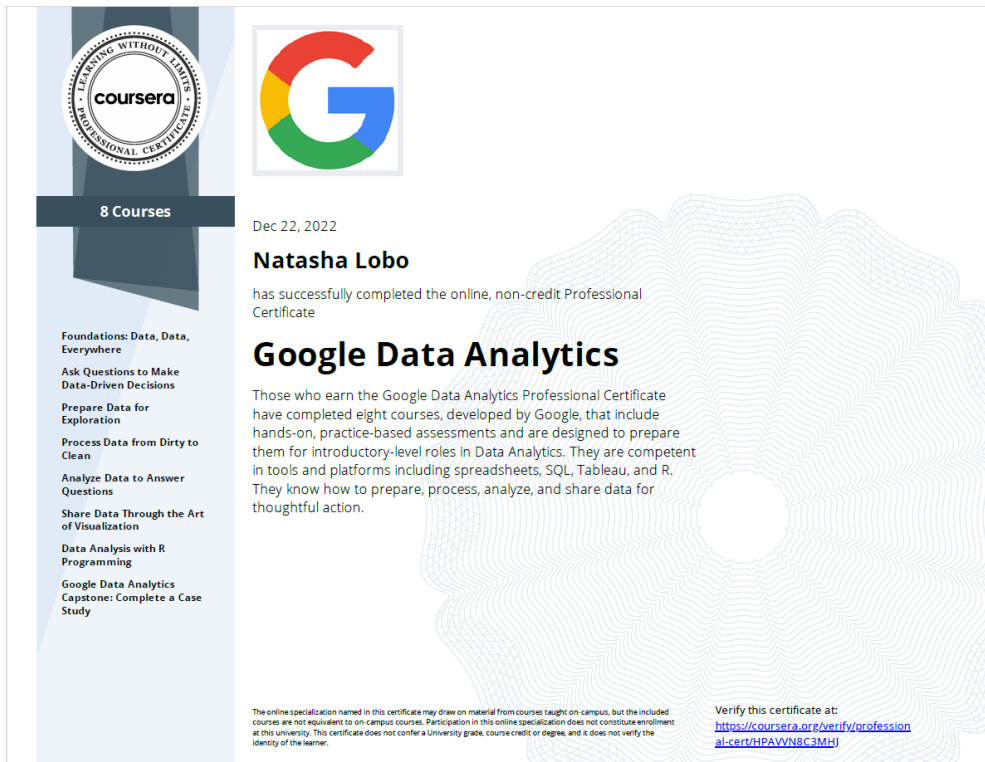 LEARNING WITHOUT LIMITS
coursera
PROFESSIONAL CERTIFICATE
8 Courses
Foundations: Data, Data,
Everywhere
Ask Questions to Make
Data-Driven Decisions
Prepare Data for
Exploration
Process Data from Dirty to
Clean
Analyze Data to Answer
Questions
Share Data Through the Art
of Visualization
Data Analysis with R
Programming
Google Data Analytics
Capstone: Complete a Case
Study
G
Dec 22, 2022
Natasha Lobo
has successfully completed the online, non-credit Professional
Certificate
Google Data Analytics
Those who earn the Google Data Analytics Professional Certificate
have completed eight courses, developed by Google, that include
hands-on, practice-based assessments and are designed to prepare
them for introductory-level roles in Data Analytics. They are competent
in tools and platforms including spreadsheets, SQL, Tableau, and R.
They know how to prepare, process, analyze, and share data for
thoughtful action.
The online specialization named in this certificate may draw on material from courses taught on-campus, but the included
courses are not equivalent to on-campus courses. Participation in this online specialization does not constitute enrollment
at this university. This certificate does not confer a University grade, course credit or degree, and it does not verify the
identity of the learner.
Verify this certificate at:
https://coursera.org/verify/profession
al-cert/HPAVVN8C3MHJ